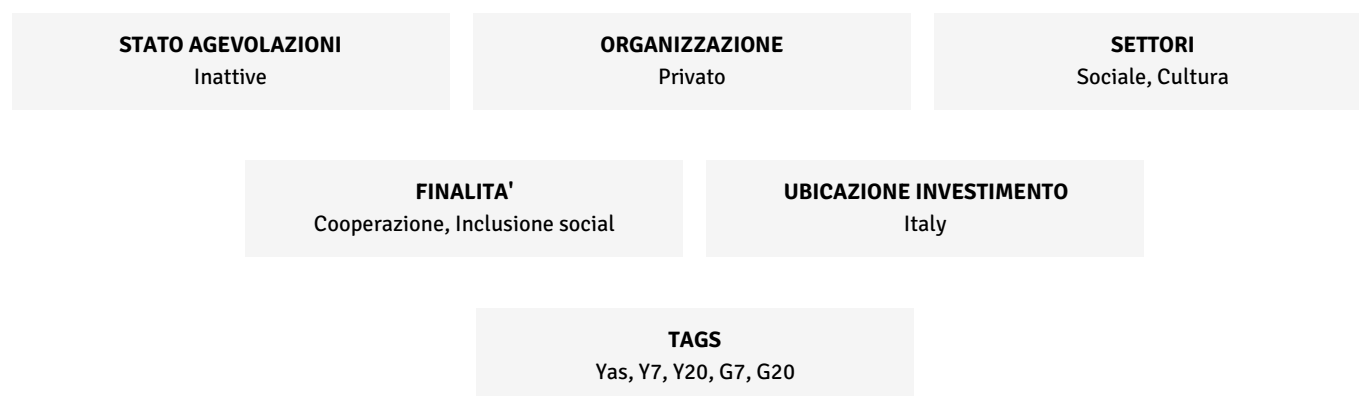 STATO AGEVOLAZIONI
Inattive
ORGANIZZAZIONE
Privato
SETTORI
Sociale, Cultura
FINALITA'
Cooperazione, Inclusione social
UBICAZIONE INVESTIMENTO
Italy
TAGS
Yas, Y7, Y20, G7, G20